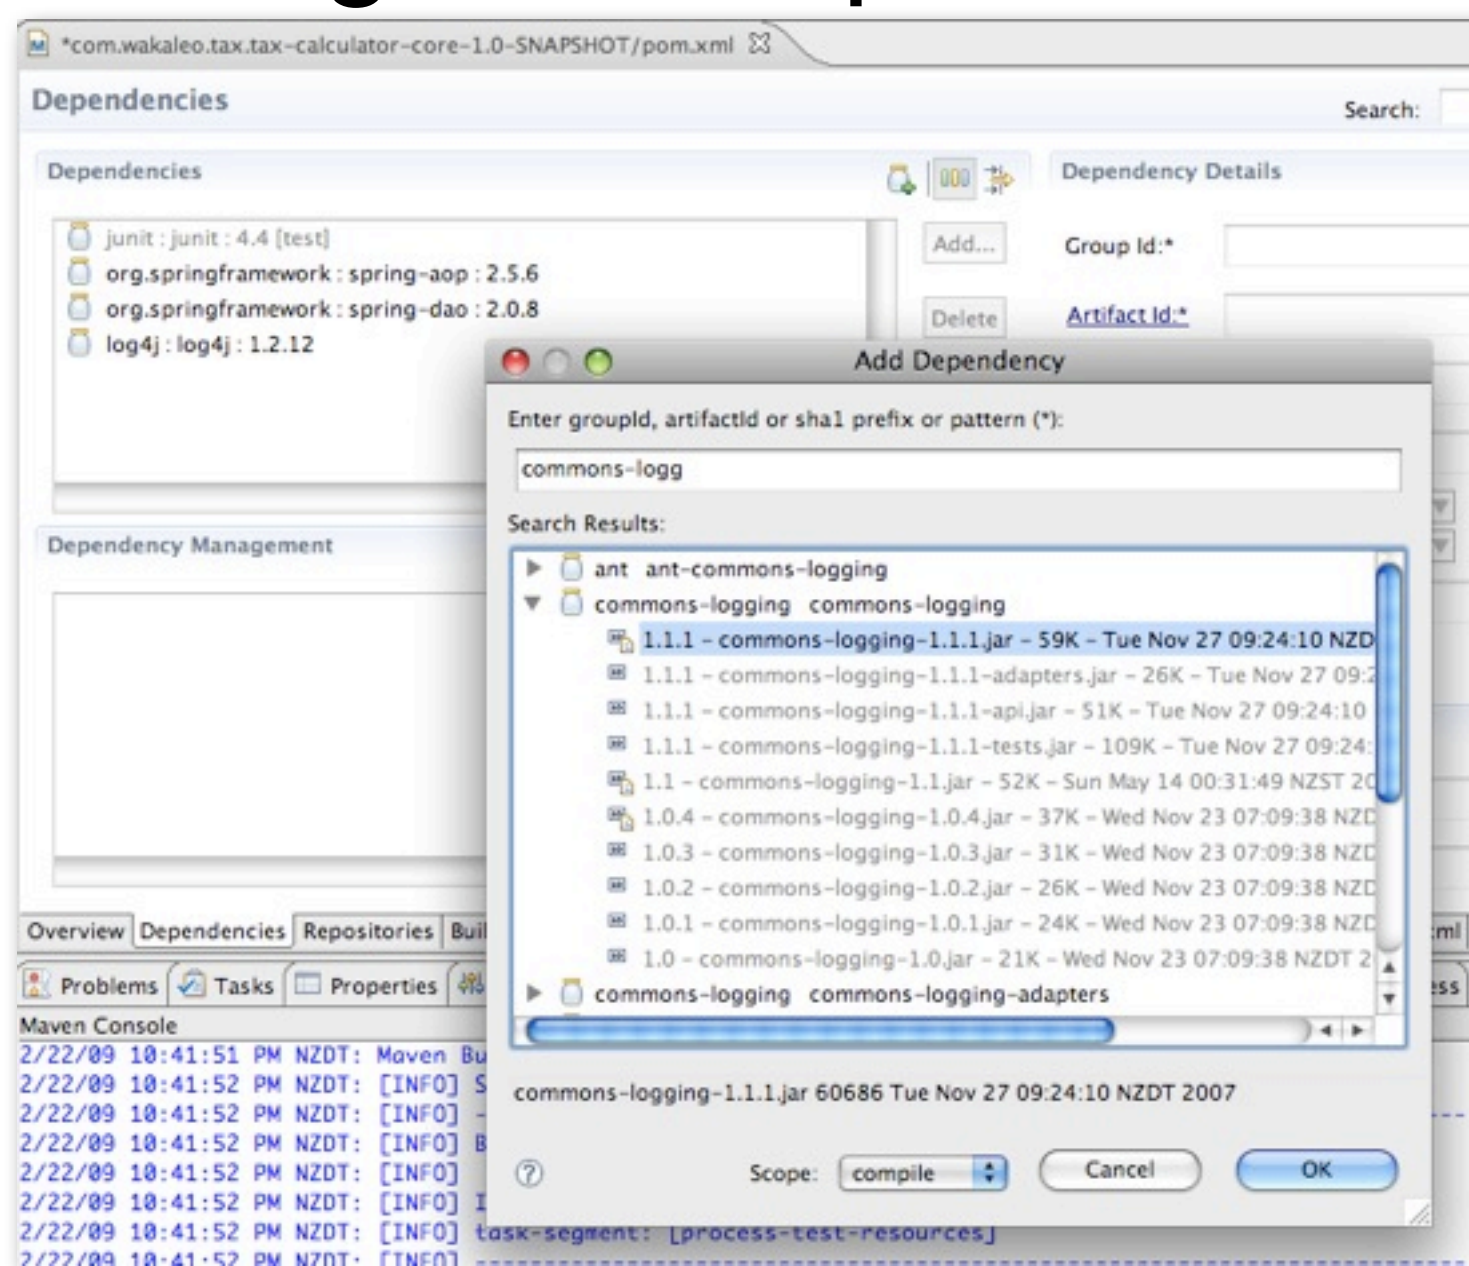 *com.wakaleo.tax.tax-calculator-core-1.0-SNAPSHOT/pom.xml
Dependencies
Search:
Dependencies
Dependency Details
junit : junit : 4.4 [test]
Add...
Group Id:*
org.springframework : spring-aop : 2.5.6
org.springframework : spring-dao : 2.0.8
Delete
Artifact Id:*
log4j : log4j : 1.2.12
Add Dependency
Enter groupId, artifactId or sha1 prefix or pattern (*):
commons-logg
Search Results:
Dependency Management
ant ant-commons-logging
commons-logging commons-logging
1.1.1 - commons-logging-1.1.1.jar - 59K - Tue Nov 27 09:24:10 NZD
1.1.1 - commons-logging-1.1.1-adapters.jar - 26K - Tue Nov 27 09:2
1.1.1 - commons-logging-1.1.1-api.jar - 51K - Tue Nov 27 09:24:10
1.1.1 - commons-logging-1.1.1-tests.jar - 109K - Tue Nov 27 09:24:
1.1 - commons-logging-1.1.jar - 52K - Sun May 14 00:31:49 NZST 20
1.0.4 - commons-logging-1.0.4.jar - 37K - Wed Nov 23 07:09:38 NZD
1.0.3 - commons-logging-1.0.3.jar - 31K - Wed Nov 23 07:09:38 NZD
1.0.2 - commons-logging-1.0.2.jar - 26K - Wed Nov 23 07:09:38 NZD
1.0.1 - commons-logging-1.0.1.jar - 24K - Wed Nov 23 07:09:38 NZD
1.0 - commons-logging-1.0.jar - 21K - Wed Nov 23 07:09:38 NZDT 2
commons-logging commons-logging-adapters
Overview Dependencies Repositories Buil
ml
Problems Tasks Properties
ess
Maven Console
2/22/09 10:41:51 PM NZDT: Maven Bu
2/22/09 10:41:52 PM NZDT: [INFO] S
2/22/09 10:41:52 PM NZDT: [INFO] -
2/22/09 10:41:52 PM NZDT: [INFO] B
2/22/09 10:41:52 PM NZDT: [INFO]
2/22/09 10:41:52 PM NZDT: [INFO] I
2/22/09 10:41:52 PM NZDT: [INFO] task-segment: [process-test-resources]
2/22/09 10:41:52 PM NZDT: [INFO] ------------------------------------------------------------------------
commons-logging-1.1.1.jar 60686 Tue Nov 27 09:24:10 NZDT 2007
Scope: compile Cancel OK